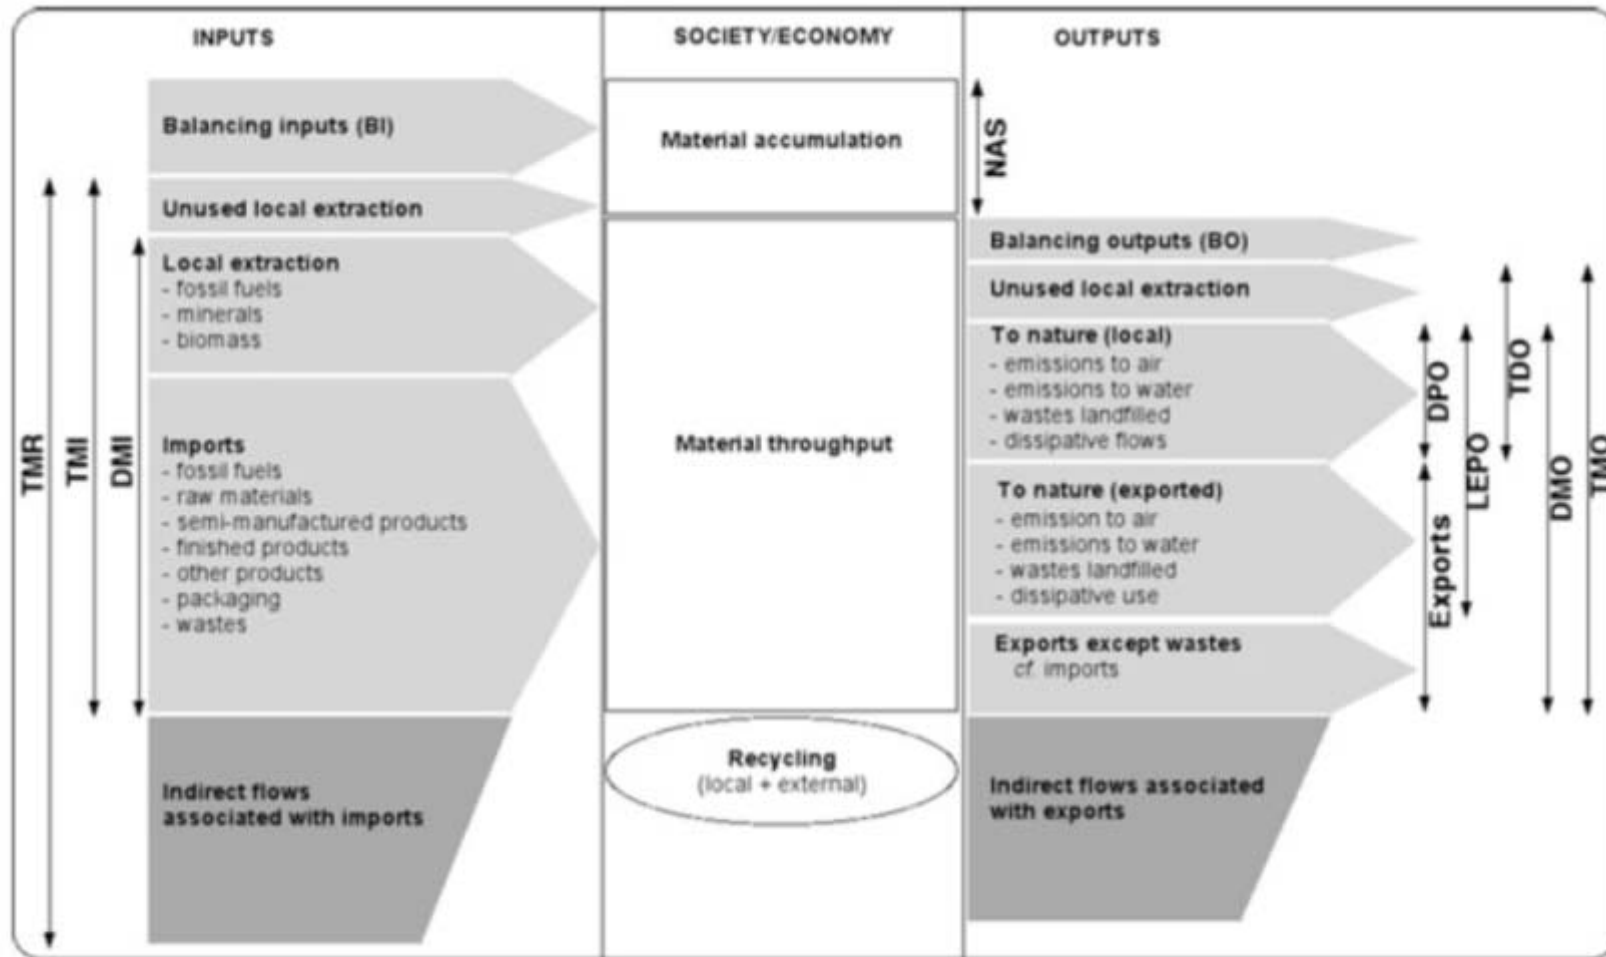 INPUTS
SOCIETY/ECONOMY
OUTPUTS
Balancing inputs (BI)
Unused local extraction
Local extraction
- fossil fuels
- minerals
- biomass
Imports
- fossil fuels
- raw materials
- semi-manufactured products
- finished products
- other products
- packaging
- wastes
Indirect flows
associated with imports
TMR
TMI
DMI
Material accumulation
Material throughput
Recycling
(local + external)
NAS
Balancing outputs (BO)
Unused local extraction
To nature (local)
- emissions to air
- emissions to water
- wastes landfilled
- dissipative flows
To nature (exported)
- emission to air
- emissions to water
- wastes landfilled
- dissipative use
Exports except wastes
cf. imports
Indirect flows associated
with exports
DPO
Exports
LEPO
TDO
DMO
TMO